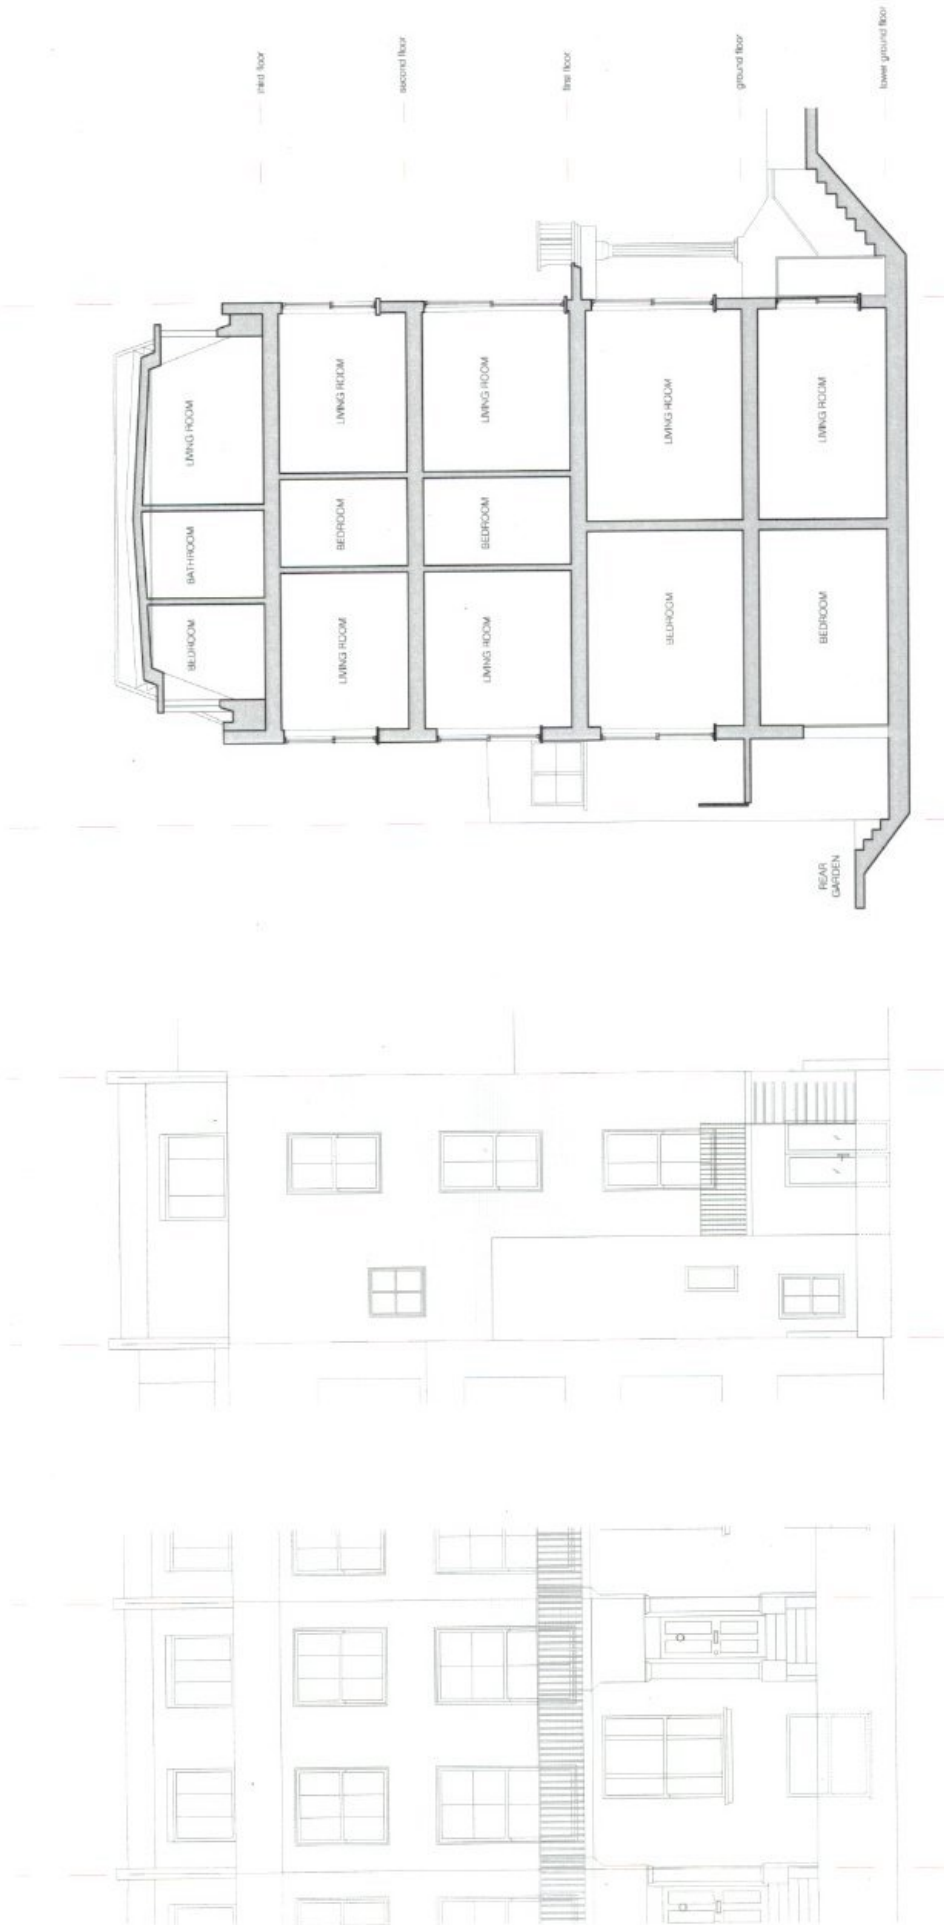 BEDROOM
BATHROOM
LIVING ROOM
third floor
LIVING ROOM
BEDROOM
LIVING ROOM
second floor
LIVING ROOM
BEDROOM
LIVING ROOM
first floor
BEDROOM
LIVING ROOM
ground floor
REAR
GARDEN
BEDROOM
LIVING ROOM
lower ground floor